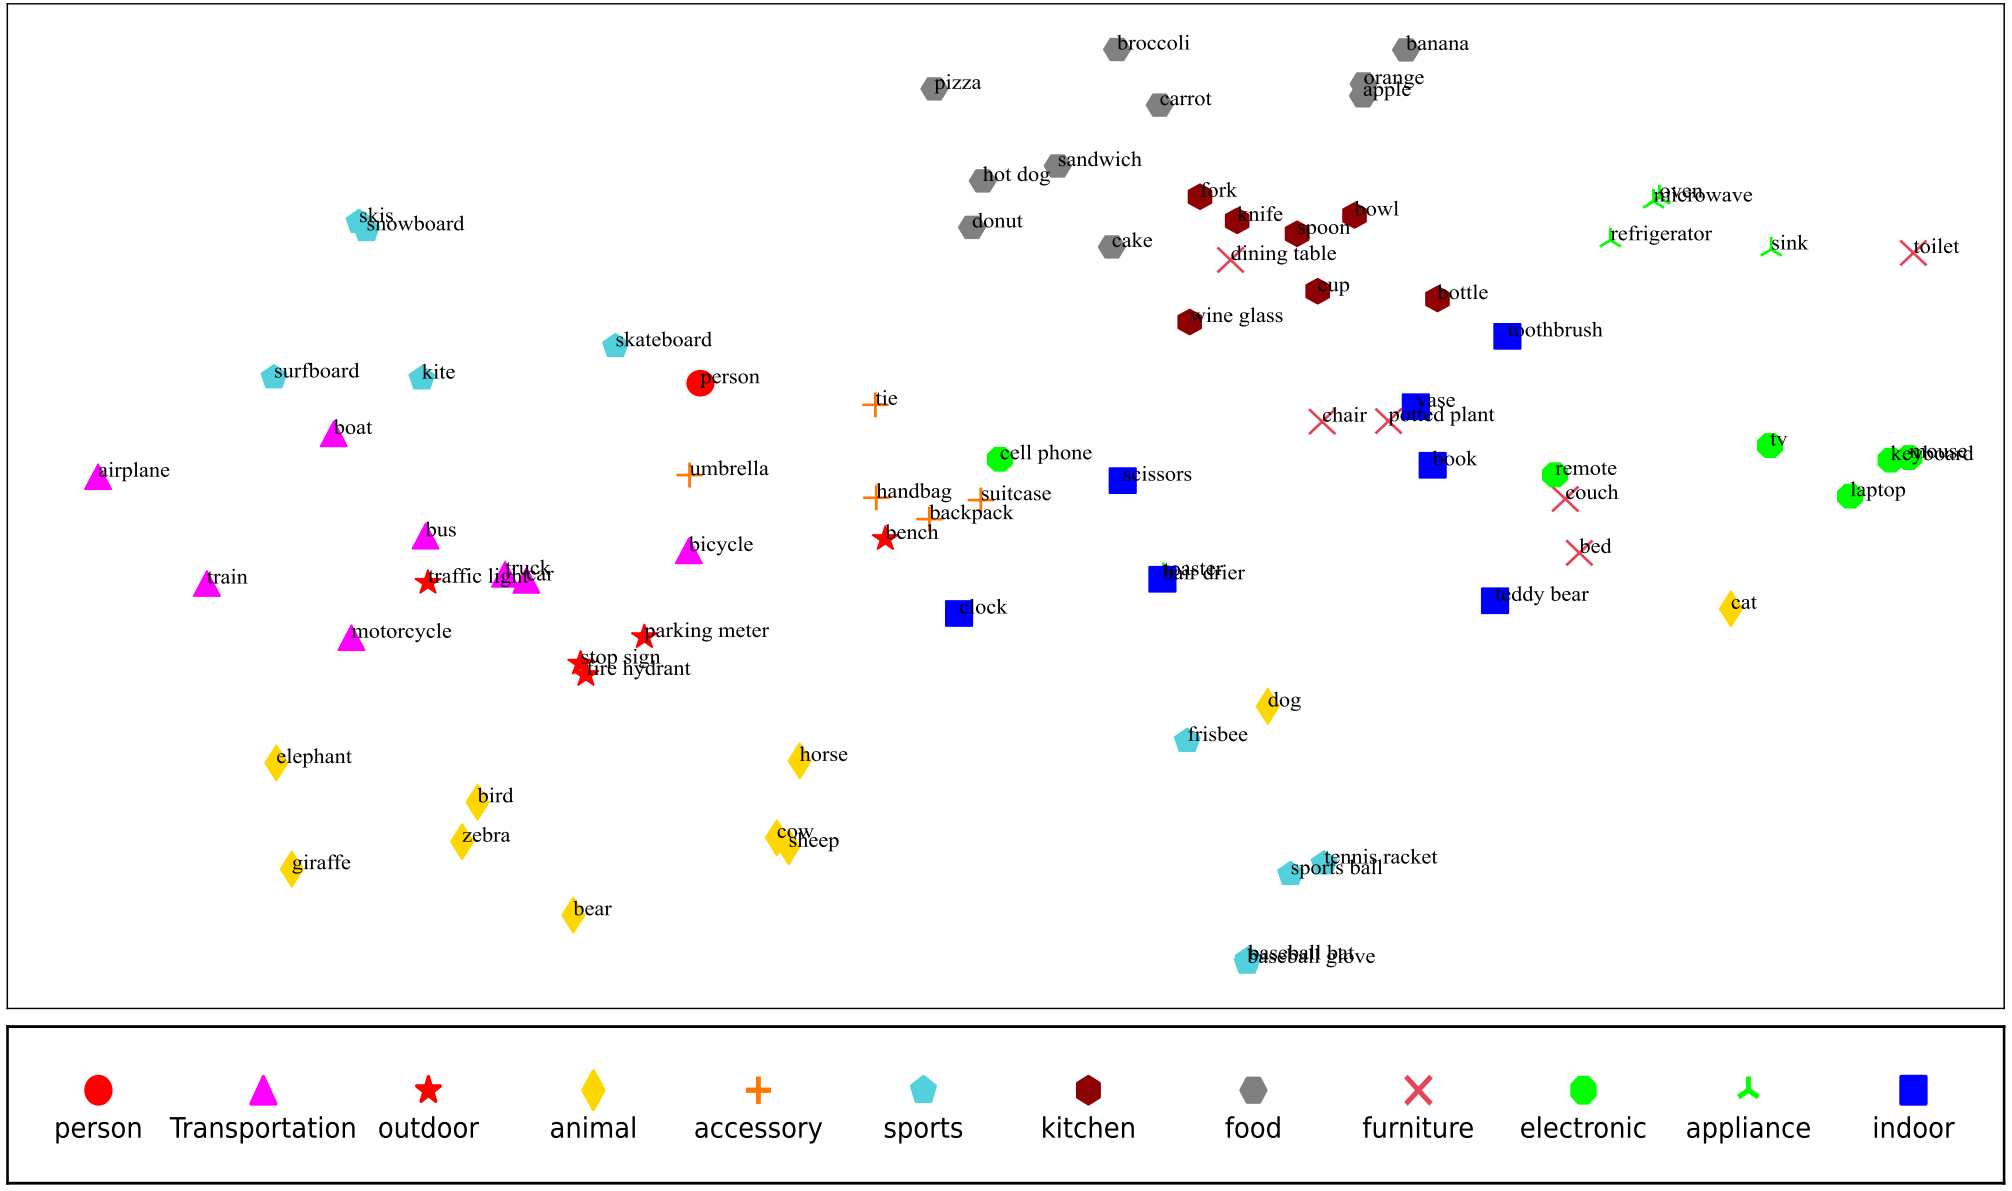 broccoli
banana
pizza
orange
apple
carrot
sandwich
hot dog
fork
oven
microwave
skis
snowboard
donut
knife
bowl
spoon
cake
dining table
refrigerator
sink
toilet
cup
bottle
wine glass
toothbrush
skateboard
surfboard
kite
person
tie
vase
chair
potted plant
boat
cell phone
tv
mouse
keyboard
airplane
umbrella
scissors
book
remote
handbag
suitcase
couch
laptop
backpack
bus
bench
bicycle
bed
train
truck
car
traffic light
toaster
hair drier
clock
teddy bear
cat
motorcycle
parking meter
stop sign
fire hydrant
dog
frisbee
elephant
horse
bird
zebra
cow
sheep
giraffe
tennis racket
sports ball
bear
baseball bat
baseball glove
person Transportation outdoor animal accessory sports kitchen food furniture electronic appliance indoor